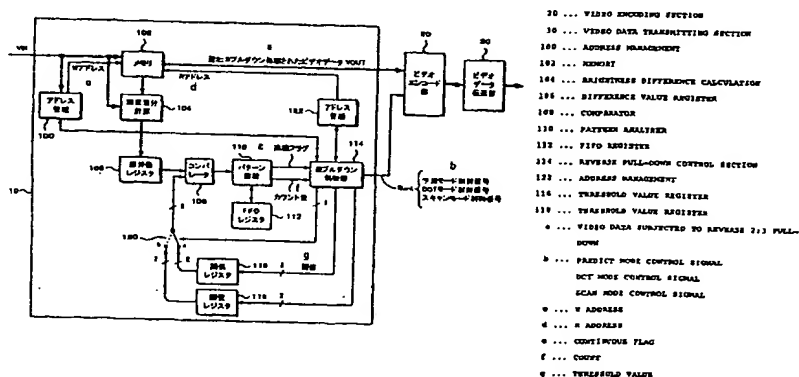 VIN
10
102
メモリ
Wアドレス
c
Rアドレス
d
アドレス
管理
100
104
アドレス
管理
122
106
差分値レジスタ
コンパ
レータ
108
パターン
110
連続フラグ
f
カウント値
FIFO
レジスタ
112
逆プルダウン
制御部
114
120
g
閾値
閾値
レジスタ
閾値
レジスタ
a
逆2:3プルダウン処理されたビデオデータ VOUT
20
ビデオ
エンコード
部
30
ビデオ
データ
伝送部
b
予測モード制御信号
DCTモード制御信号
スキャンモード制御信号
20 ... VIDEO ENCODING SECTION
30 ... VIDEO DATA TRANSMITTING SECTION
100 ... ADDRESS MANAGEMENT
102 ... MEMORY
104 ... BRIGHTNESS DIFFERENCE CALCULATION
106 ... DIFFERENCE VALUE REGISTER
108 ... COMPARATOR
110 ... PATTERN ANALYZER
112 ... FIFO REGISTER
114 ... REVERSE PULL-DOWN CONTROL SECTION
122 ... ADDRESS MANAGEMENT
116 ... THRESHOLD VALUE REGISTER
118 ... THRESHOLD VALUE REGISTER
a ... VIDEO DATA SUBJECTED TO REVERSE 2:3 PULL-
DOWN
b ... PREDICT MODE CONTROL SIGNAL
DCT MODE CONTROL SIGNAL
SCAN MODE CONTROL SIGNAL
c ... W ADDRESS
d ... R ADDRESS
e ... CONTINUOUS FLAG
f ... COUNT
g ... THRESHOLD VALUE